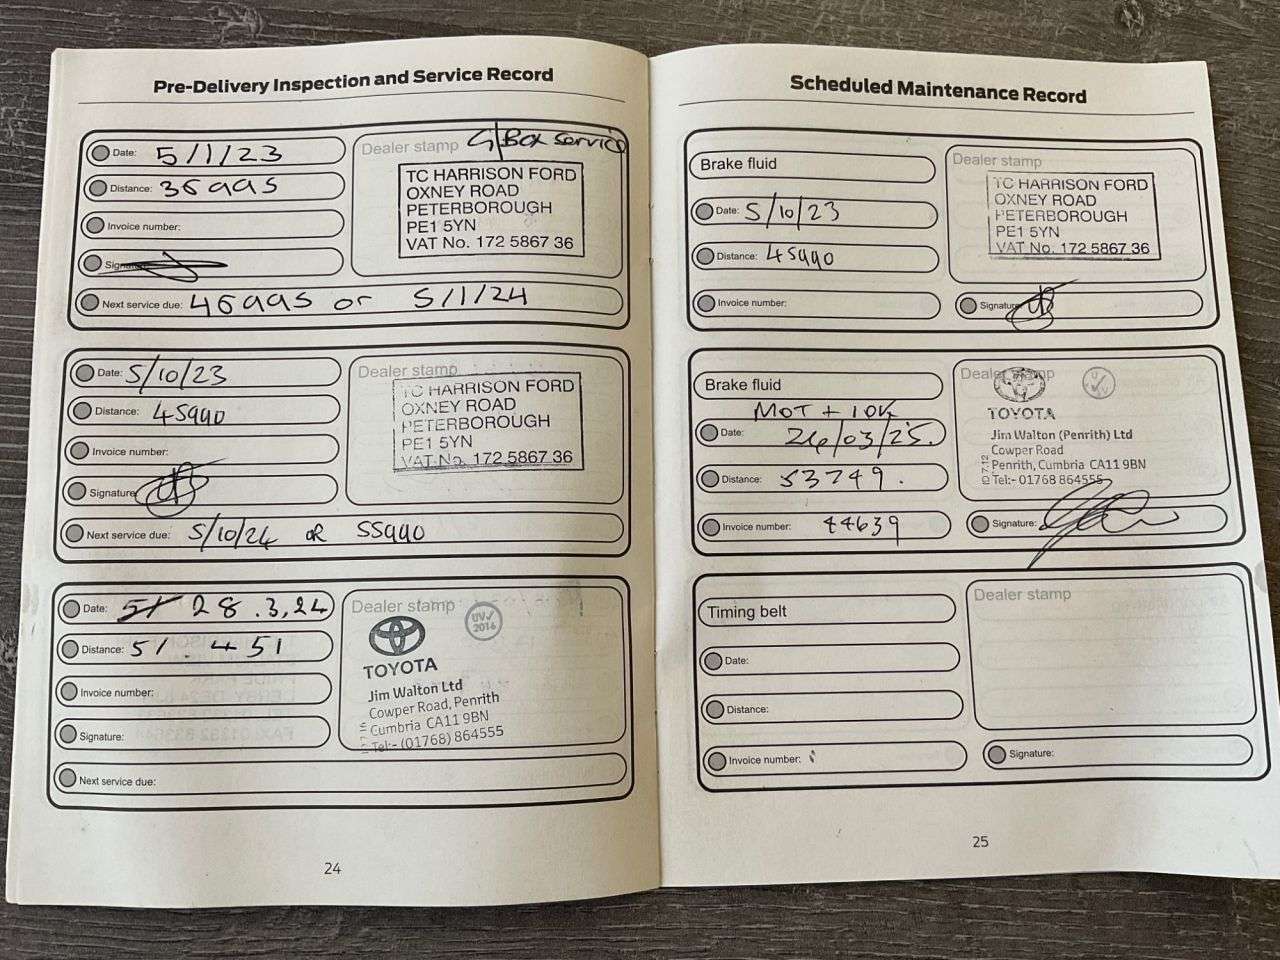 Pre-Delivery Inspection and Service Record
Date: 5/1/23
Distance: 36995
Invoice number:
Signature:
Next service due: 46995 or 5/1/24
Dealer stamp G/Box service
TC HARRISON FORD
OXNEY ROAD
PETERBOROUGH
PE1 5YN
VAT No. 172 5867 36
Date: 5/10/23
Distance: 45990
Invoice number:
Signature:
Next service due: 5/10/24 OR 55990
Dealer stamp
TC HARRISON FORD
OXNEY ROAD
PETERBOROUGH
PE1 5YN
VAT No. 172 5867 36
Date: 28.3.24
Distance: 51.451
Invoice number:
Signature:
Next service due:
Dealer stamp
UV✓
2016
TOYOTA
Jim Walton Ltd
Cowper Road, Penrith
Cumbria CA11 9BN
Tel:- (01768) 864555
24
Scheduled Maintenance Record
Brake fluid
Date: 5/10/23
Distance: 45990
Invoice number:
Dealer stamp
TC HARRISON FORD
OXNEY ROAD
PETERBOROUGH
PE1 5YN
VAT No. 172 5867 36
Signature:
Brake fluid
MOT + 10K
Date: 26/03/25.
Distance: 53749.
Invoice number: 44639
Dealer stamp
TOYOTA
Jim Walton (Penrith) Ltd
Cowper Road
Penrith, Cumbria CA11 9BN
Tel:- 01768 864555
Signature:
Timing belt
Date:
Distance:
Invoice number:
Dealer stamp
Signature:
25